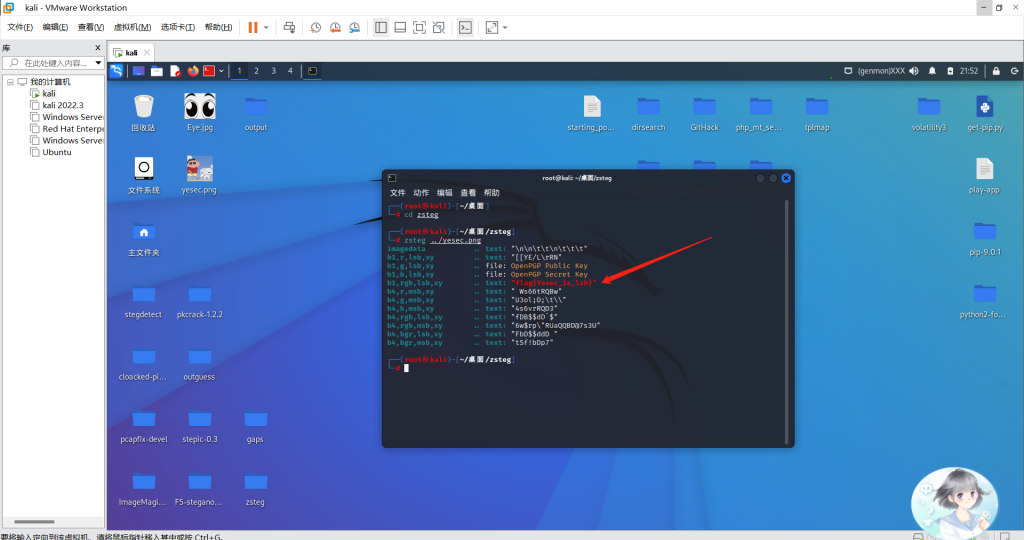 kali - VMware Workstation
文件(F) 编辑(E) 查看(V) 虚拟机(M) 选项卡(T) 帮助(H)
库
在此处键入内容...
我的计算机
kali
kali 2022.3
Windows Server
Red Hat Enterpr
Windows Server
Ubuntu
kali
1 2 3 4
(genmon)XXX 21:52
回收站 Eye.jpg output starting_po... dirsearch GitHack php_mt_se... tplmap volatility3 get-pip.py
文件系统 yesec.png play-app
主文件夹 pip-9.0.1
stegdetect pkcrack-1.2.2 python2-fo...
cloacked-pi... outguess
pcapfix-devel stepic-0.3 gaps
ImageMagi... F5-stegano... zsteg
root@kali: ~/桌面/zsteg
文件 动作 编辑 查看 帮助
┌──(root㉿kali)-[~/桌面]
└─# cd zsteg
┌──(root㉿kali)-[~/桌面/zsteg]
└─# zsteg ../yesec.png
imagedata .. text: "\n\n\t\t\n\t\t\t"
b1,r,lsb,xy .. text: "[[YE/L\rRN"
b1,g,lsb,xy .. file: OpenPGP Public Key
b1,b,lsb,xy .. file: OpenPGP Secret Key
b1,rgb,lsb,xy .. text: "flag{Yesec_1s_lsb}"
b4,r,msb,xy .. text: " Ws66tRQBw"
b4,g,msb,xy .. text: "U3ol;O;\t\\"
b4,b,msb,xy .. text: "4s6vrRQD3"
b4,rgb,lsb,xy .. text: "fDB$$dD`$"
b4,rgb,msb,xy .. text: "6w$rp\"RUaQQBD@7s3U"
b4,bgr,lsb,xy .. text: "FbD$$ddD "
b4,bgr,msb,xy .. text: "tSf!bDp7"
┌──(root㉿kali)-[~/桌面/zsteg]
└─#
要将输入定向到该虚拟机，请将鼠标指针移入其中或按 Ctrl+G。